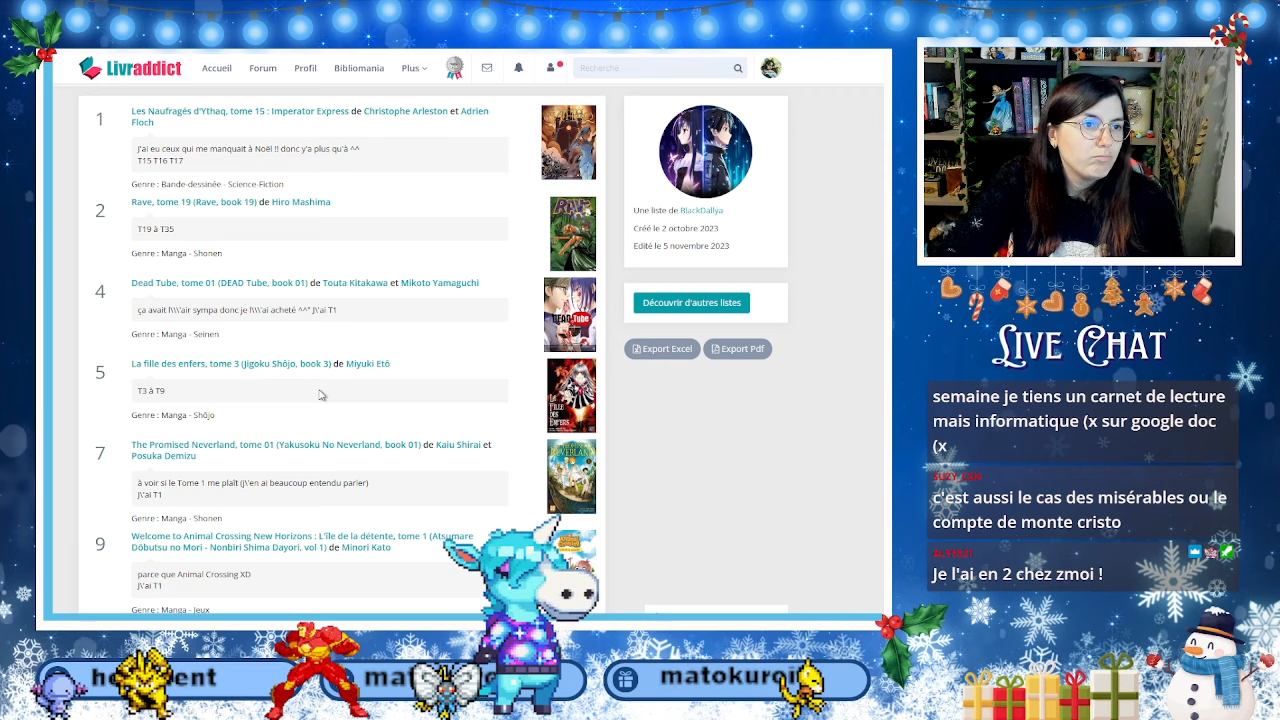 Livraddict
Accueil
Forum
Profil
Bibliomania
Plus
Recherche
1
Les Naufragés d'Ythaq, tome 15 : Imperator Express de Christophe Arleston et Adrien
Floch
J'ai eu ceux qui me manquait à Noël !! donc y'a plus qu'à ^^
T15 T16 T17
Genre : Bande-dessinée - Science-Fiction
2
Rave, tome 19 (Rave, book 19) de Hiro Mashima
T19 à T35
Genre : Manga - Shonen
4
Dead Tube, tome 01 (DEAD Tube, book 01) de Touta Kitakawa et Mikoto Yamaguchi
ça avait l\\\'air sympa donc je l\\\'ai acheté ^^" J\'ai T1
Genre : Manga - Seinen
5
La fille des enfers, tome 3 (Jigoku Shôjo, book 3) de Miyuki Etô
T3 à T9
Genre : Manga - Shôjo
7
The Promised Neverland, tome 01 (Yakusoku No Neverland, book 01) de Kaiu Shirai et
Posuka Demizu
à voir si le Tome 1 me plaît (j'en ai beaucoup entendu parler)
J\'ai T1
Genre : Manga - Shonen
9
Welcome to Animal Crossing New Horizons : L'île de la détente, tome 1 (Atsumare
Dôbutsu no Mori - Nonbiri Shima Dayori, vol 1) de Minori Kato
parce que Animal Crossing XD
J\'ai T1
Genre : Manga - Jeux
Une liste de BlackDallya
Créé le 2 octobre 2023
Edité le 5 novembre 2023
Découvrir d'autres listes
Export Excel
Export Pdf
Live Chat
semaine je tiens un carnet de lecture
mais informatique (x sur google doc
(x
c'est aussi le cas des misérables ou le
compte de monte cristo
Je l'ai en 2 chez zmoi !